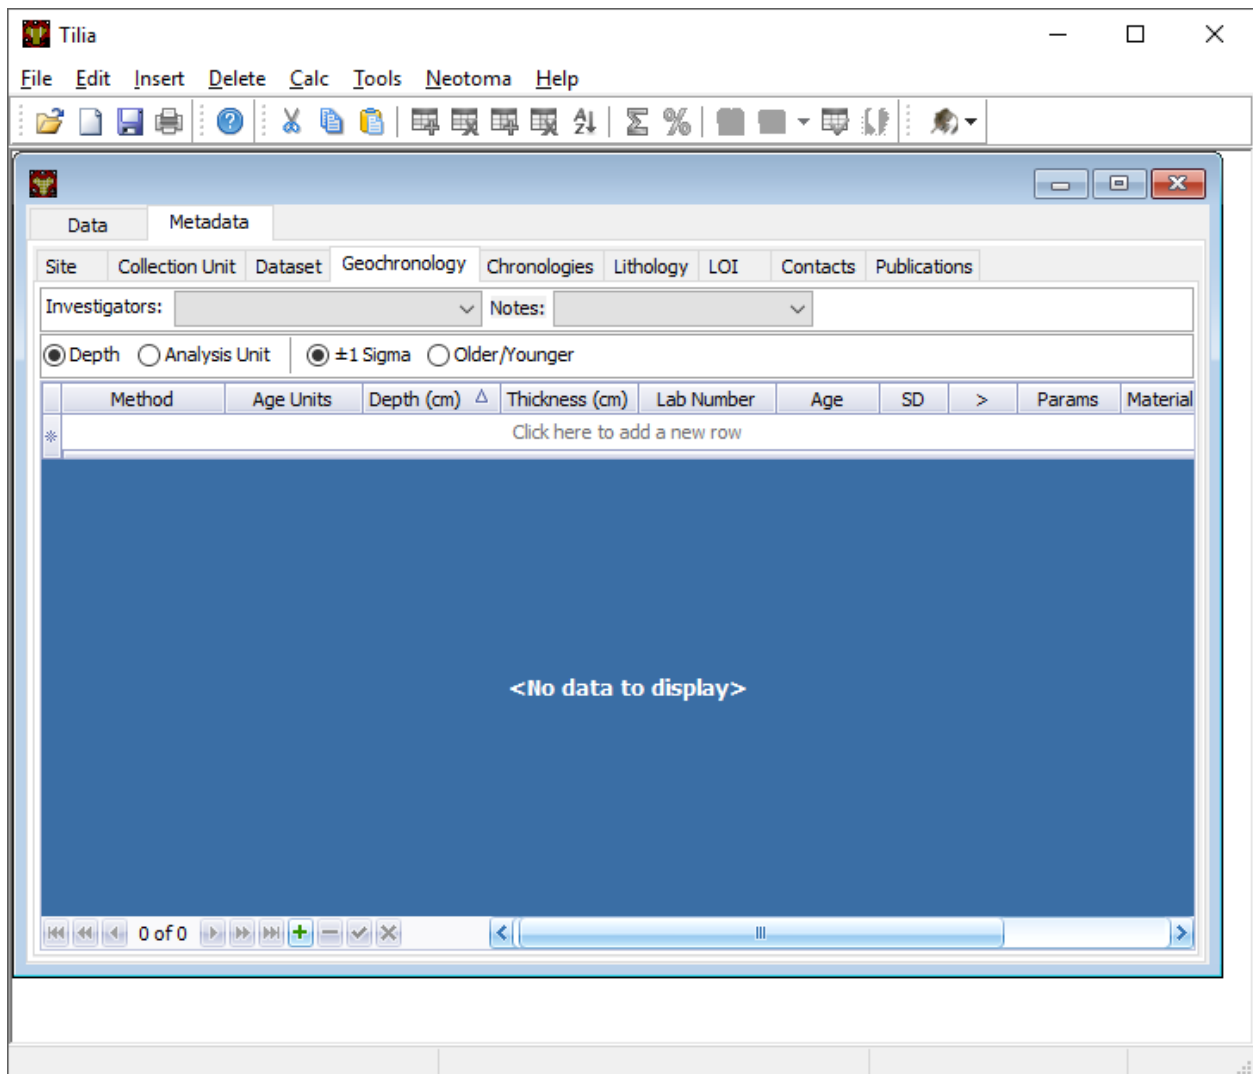 Tilia
File Edit Insert Delete Calc Tools Neotoma Help
Data Metadata
Site Collection Unit Dataset Geochronology Chronologies Lithology LOI Contacts Publications
Investigators: Notes:
Depth Analysis Unit ±1 Sigma Older/Younger
Method Age Units Depth (cm) Thickness (cm) Lab Number Age SD > Params Material
Click here to add a new row
<No data to display>
0 of 0